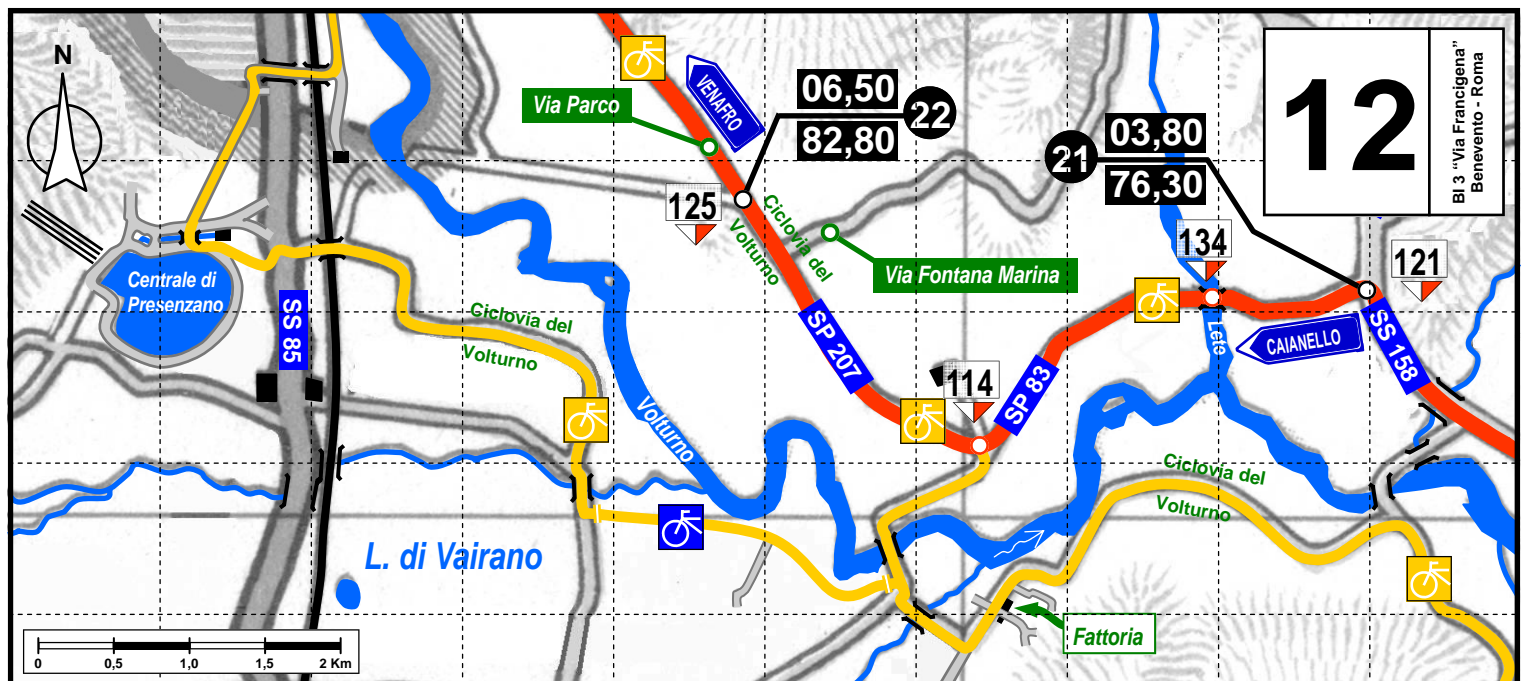 N
VENAFRO
06,50
22
82,80
Via Parco
03,80
21
76,30
12
BI 3 “Via Francigena”
Benevento - Roma
125
Ciclovia del
Volturno
Via Fontana Marina
134
121
Centrale di
Presenzano
SS 85
Ciclovia del
Volturno
SP 207
Leto
CAIANELLO
SS 158
114
SP 83
Volturno
Ciclovia del
Volturno
L. di Vairano
Fattoria
0 0,5 1,0 1,5 2 Km